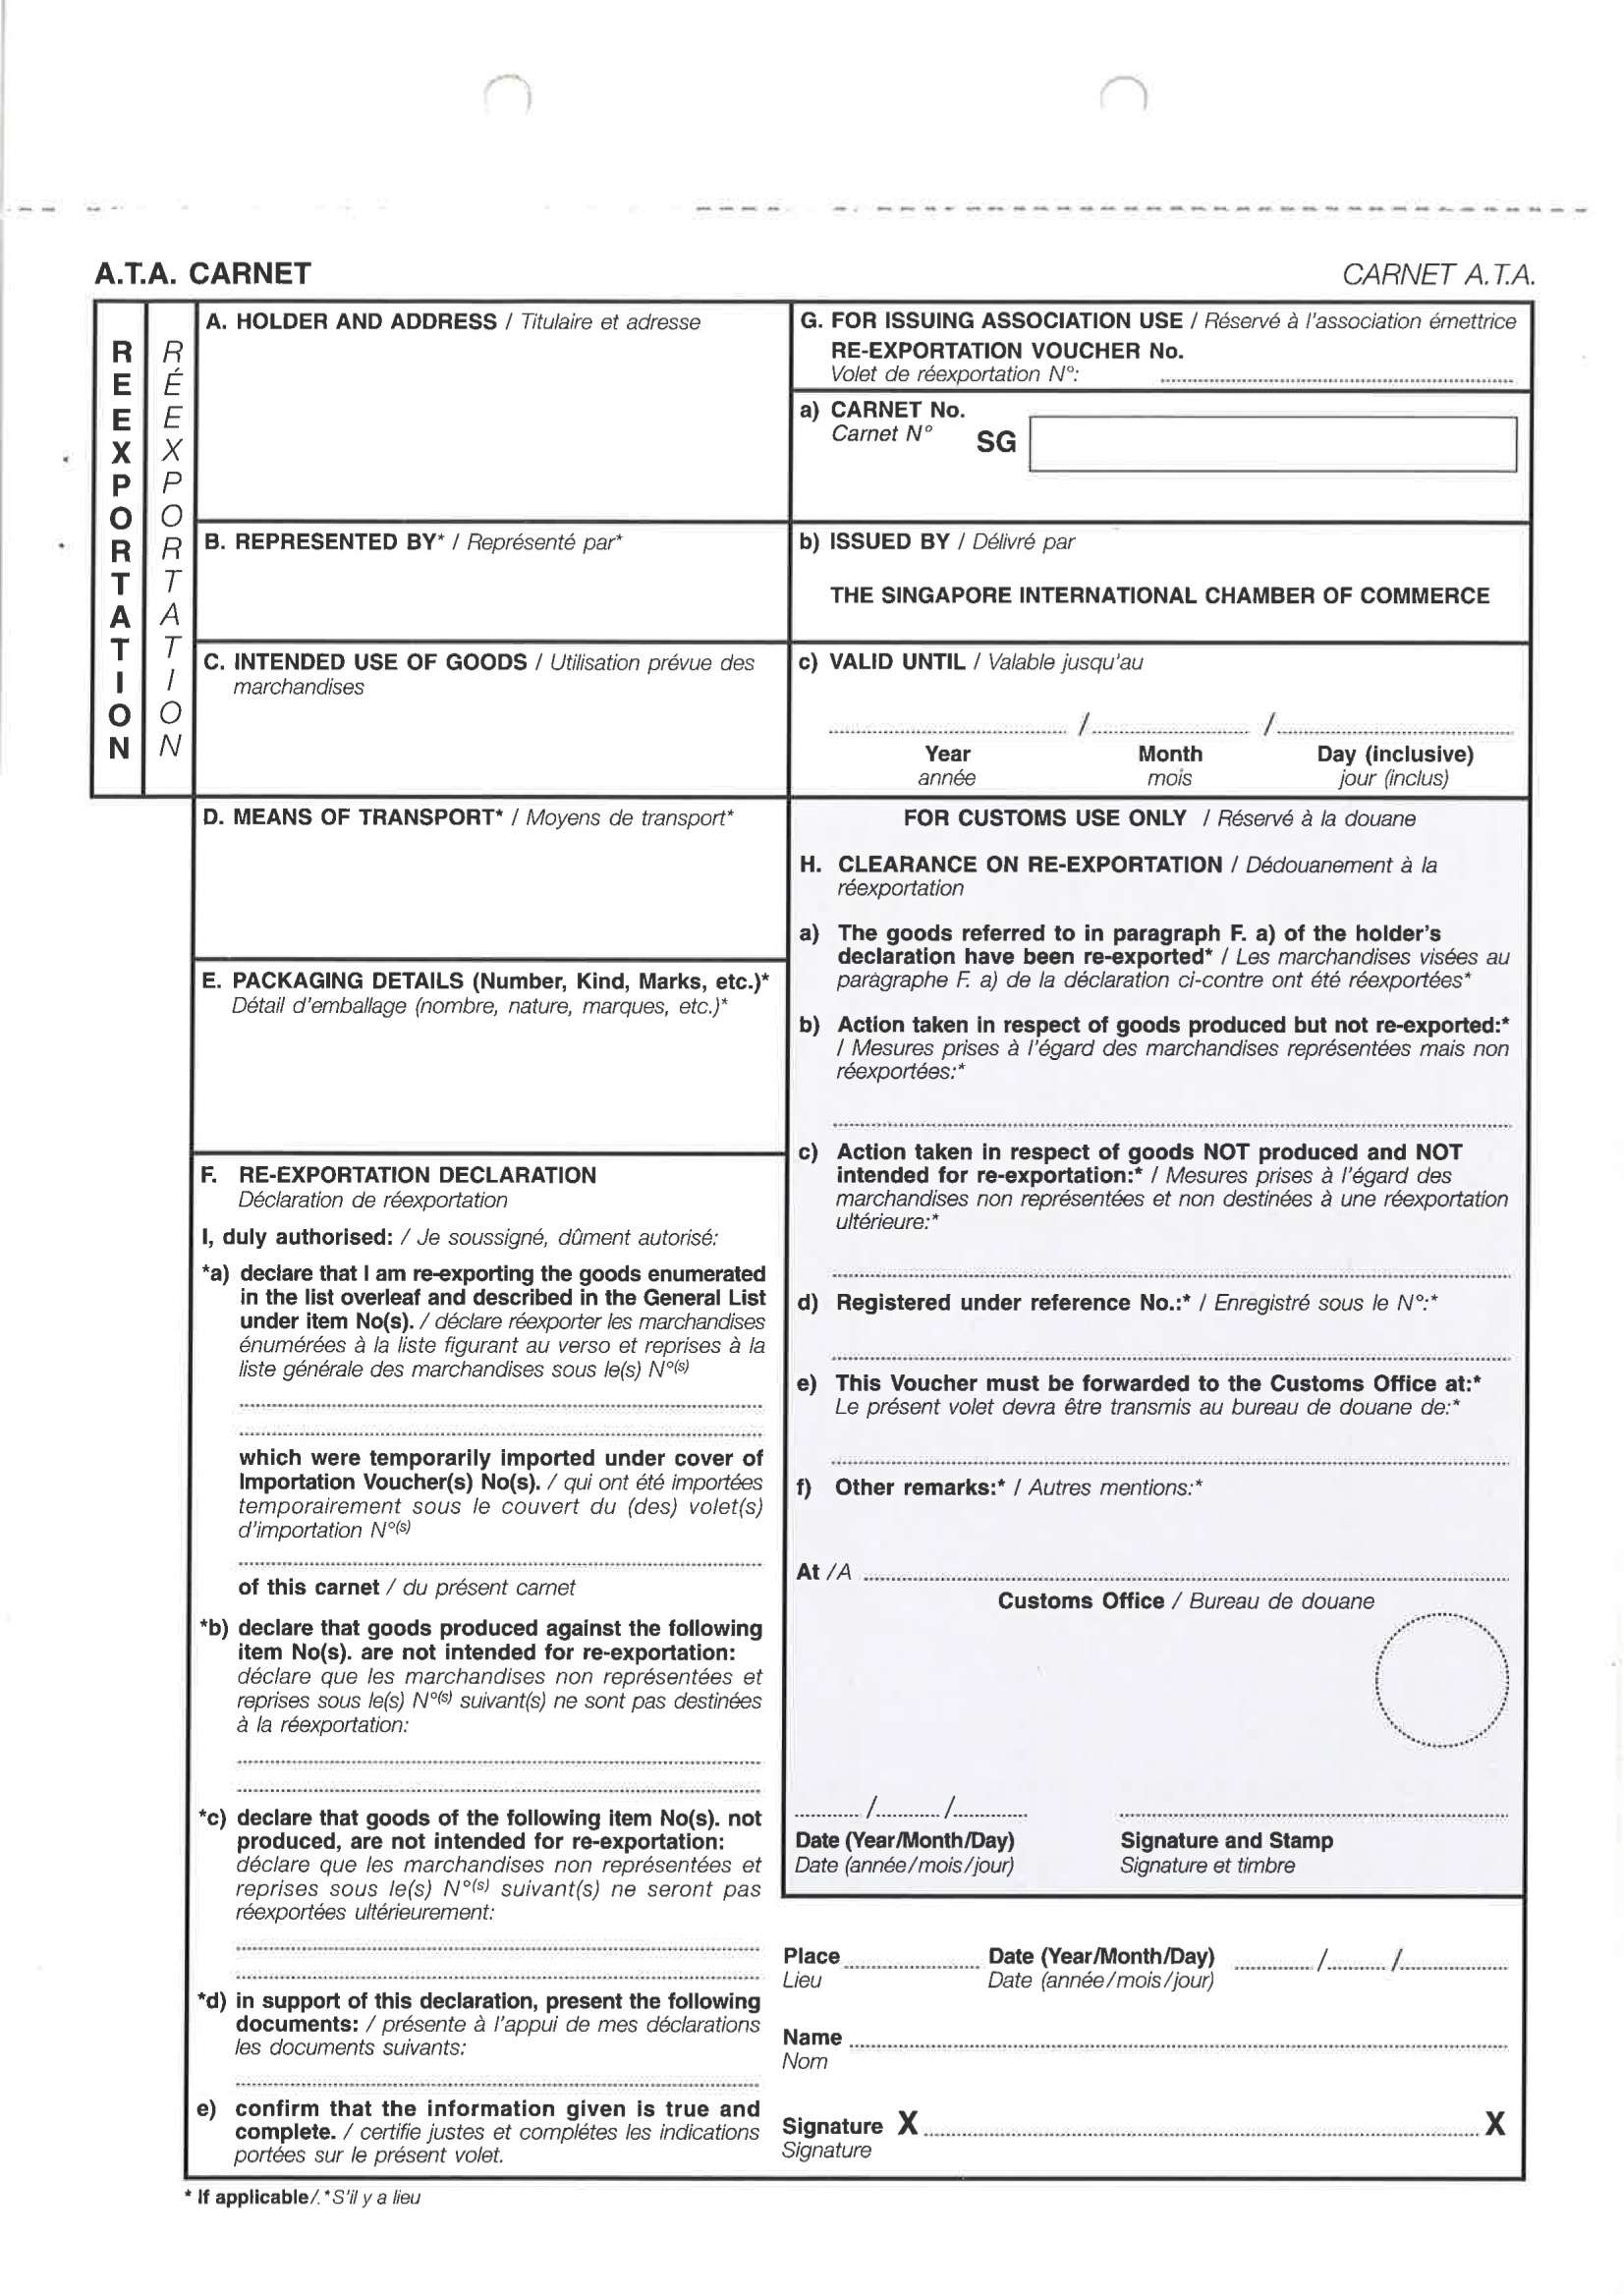 A.T.A. CARNET
CARNET A.T.A.
REEXPORTATION
RÉEXPORTATION
A. HOLDER AND ADDRESS / Titulaire et adresse
B. REPRESENTED BY* / Représenté par*
C. INTENDED USE OF GOODS / Utilisation prévue des
marchandises
G. FOR ISSUING ASSOCIATION USE / Réservé à l'association émettrice
RE-EXPORTATION VOUCHER No.
Volet de réexportation N°:
a) CARNET No.
Carnet N°
SG
b) ISSUED BY / Délivré par
THE SINGAPORE INTERNATIONAL CHAMBER OF COMMERCE
c) VALID UNTIL / Valable jusqu'au
/ /
Year Month Day (inclusive)
année mois jour (inclus)
D. MEANS OF TRANSPORT* / Moyens de transport*
E. PACKAGING DETAILS (Number, Kind, Marks, etc.)*
Détail d'emballage (nombre, nature, marques, etc.)*
F. RE-EXPORTATION DECLARATION
Déclaration de réexportation
I, duly authorised: / Je soussigné, dûment autorisé:
*a) declare that I am re-exporting the goods enumerated
in the list overleaf and described in the General List
under item No(s). / déclare réexporter les marchandises
énumérées à la liste figurant au verso et reprises à la
liste générale des marchandises sous le(s) N°(s)
which were temporarily imported under cover of
Importation Voucher(s) No(s). / qui ont été importées
temporairement sous le couvert du (des) volet(s)
d'importation N°(s)
of this carnet / du présent carnet
*b) declare that goods produced against the following
item No(s). are not intended for re-exportation:
déclare que les marchandises non représentées et
reprises sous le(s) N°(s) suivant(s) ne sont pas destinées
à la réexportation:
*c) declare that goods of the following item No(s). not
produced, are not intended for re-exportation:
déclare que les marchandises non représentées et
reprises sous le(s) N°(s) suivant(s) ne seront pas
réexportées ultérieurement:
*d) in support of this declaration, present the following
documents: / présente à l'appui de mes déclarations
les documents suivants:
e) confirm that the information given is true and
complete. / certifie justes et complétes les indications
portées sur le présent volet.
FOR CUSTOMS USE ONLY / Réservé à la douane
H. CLEARANCE ON RE-EXPORTATION / Dédouanement à la
réexportation
a) The goods referred to in paragraph F. a) of the holder's
declaration have been re-exported* / Les marchandises visées au
paragraphe F. a) de la déclaration ci-contre ont été réexportées*
b) Action taken in respect of goods produced but not re-exported:*
/ Mesures prises à l'égard des marchandises représentées mais non
réexportées:*
c) Action taken in respect of goods NOT produced and NOT
intended for re-exportation:* / Mesures prises à l'égard des
marchandises non représentées et non destinées à une réexportation
ultérieure:*
d) Registered under reference No.:* / Enregistré sous le N°:*
e) This Voucher must be forwarded to the Customs Office at:*
Le présent volet devra être transmis au bureau de douane de:*
f) Other remarks:* / Autres mentions:*
At /A
Customs Office / Bureau de douane
/ /
Date (Year/Month/Day) Signature and Stamp
Date (année/mois/jour) Signature et timbre
Place Date (Year/Month/Day) / /
Lieu Date (année/mois/jour)
Name
Nom
Signature X X
Signature
* If applicable/. *S'il y a lieu